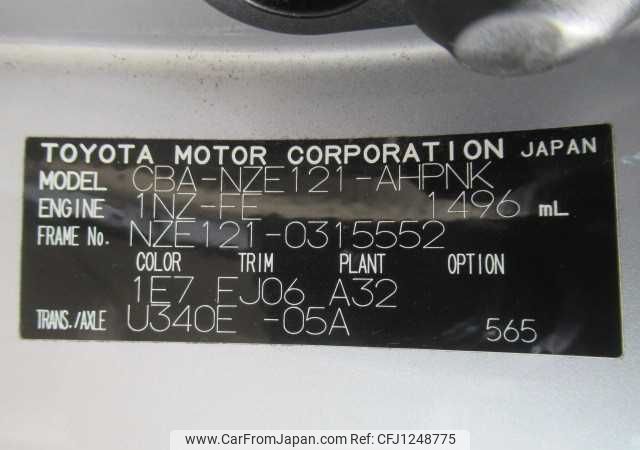 TOYOTA MOTOR CORPORATION JAPAN
MODEL CBA-NZE121-AHPNK
ENGINE 1NZ-FE 1496 mL
FRAME No. NZE121-0315552
COLOR TRIM PLANT OPTION
1E7 FJ06 A32
TRANS./AXLE U340E -05A 565
www.CarFromJapan.com - CFJ1248775